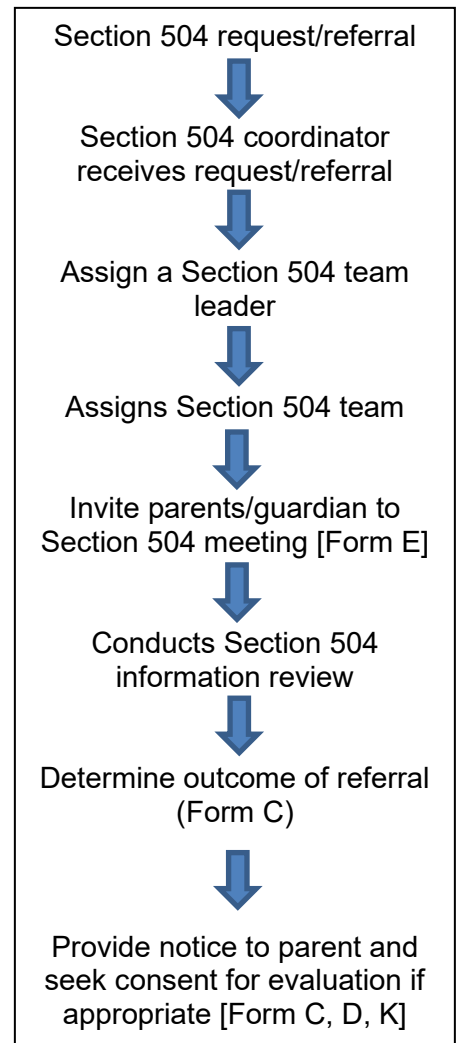 Section 504 request/referral
Section 504 coordinator
receives request/referral
Assign a Section 504 team
leader
Assigns Section 504 team
Invite parents/guardian to
Section 504 meeting [Form E]
Conducts Section 504
information review
Determine outcome of referral
(Form C)
Provide notice to parent and
seek consent for evaluation if
appropriate [Form C, D, K]